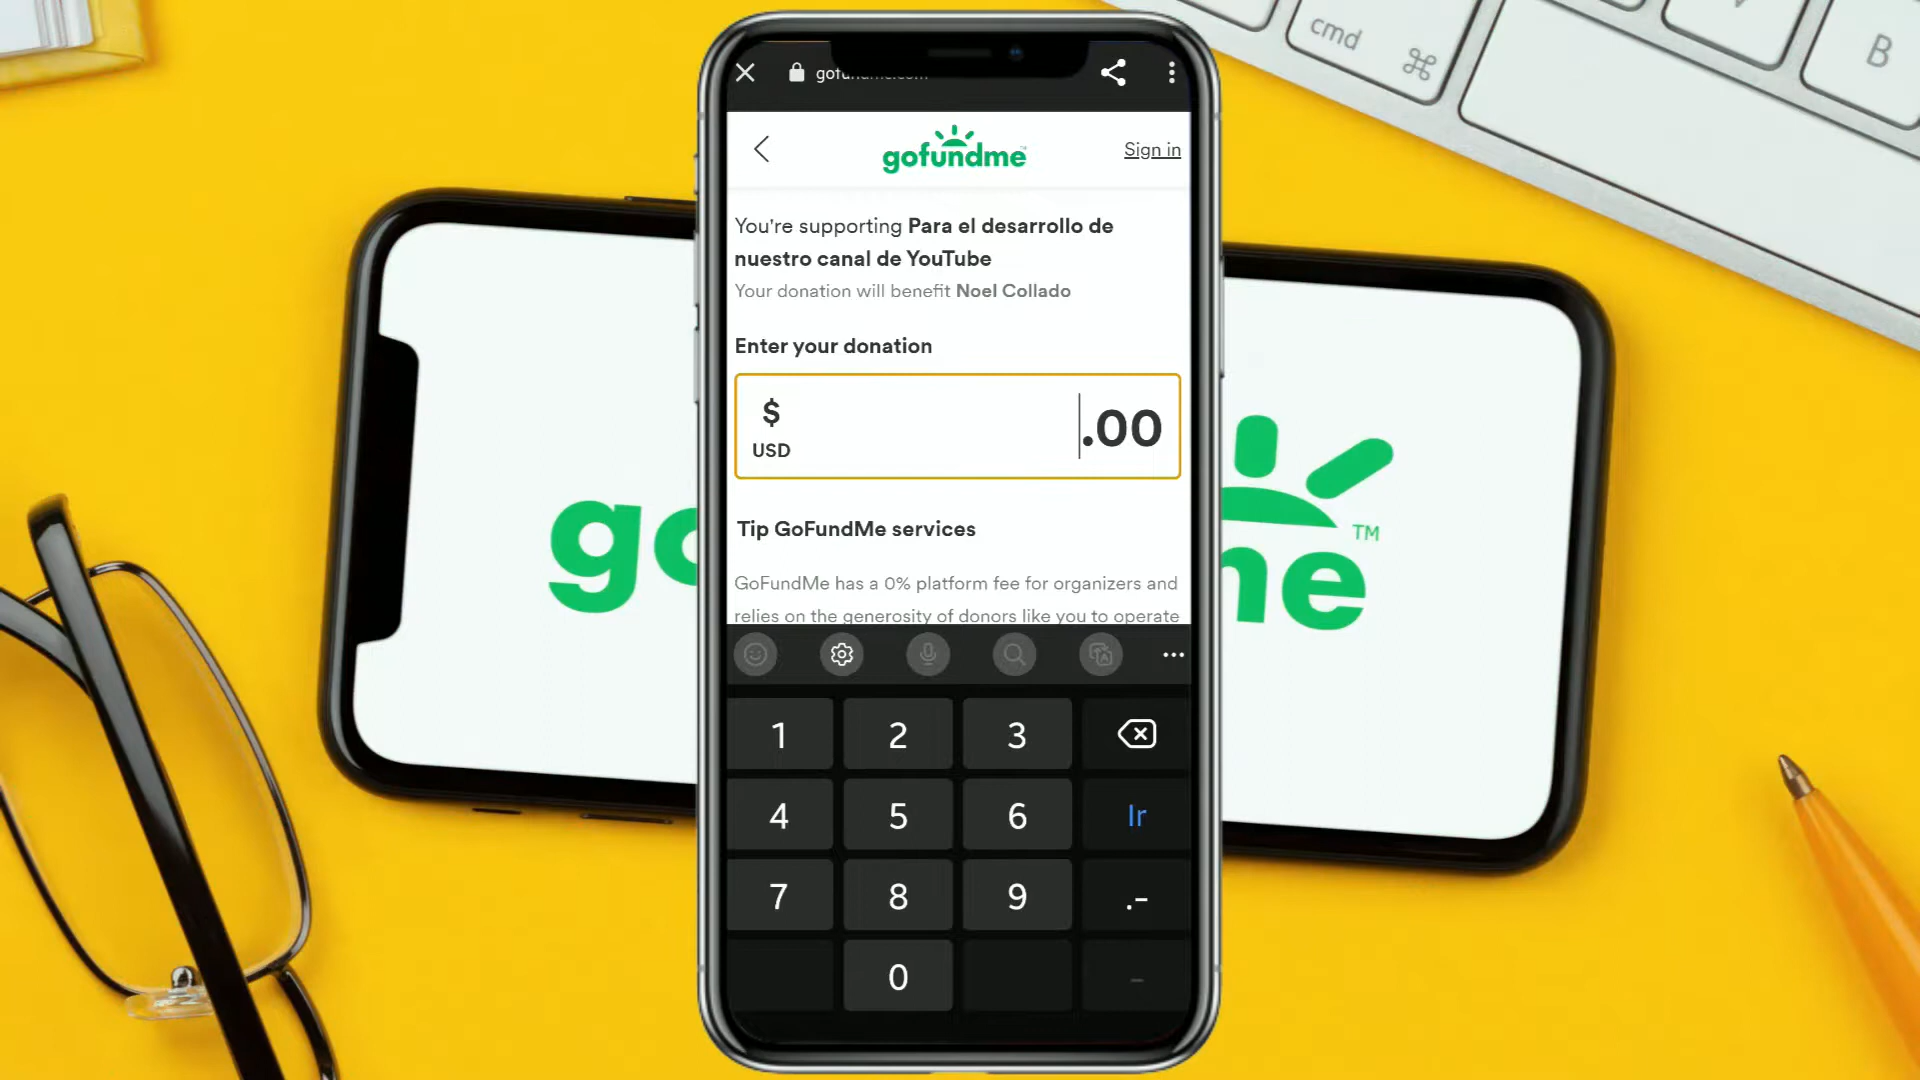 cmd ⌘
V
B
gofundme.com
gofundme™
Sign in
You're supporting Para el desarrollo de
nuestro canal de YouTube
Your donation will benefit Noel Collado
Enter your donation
$
USD
.00
Tip GoFundMe services
GoFundMe has a 0% platform fee for organizers and
relies on the generosity of donors like you to operate
go
me™
1 2 3
4 5 6 Ir
7 8 9 .-
0 _